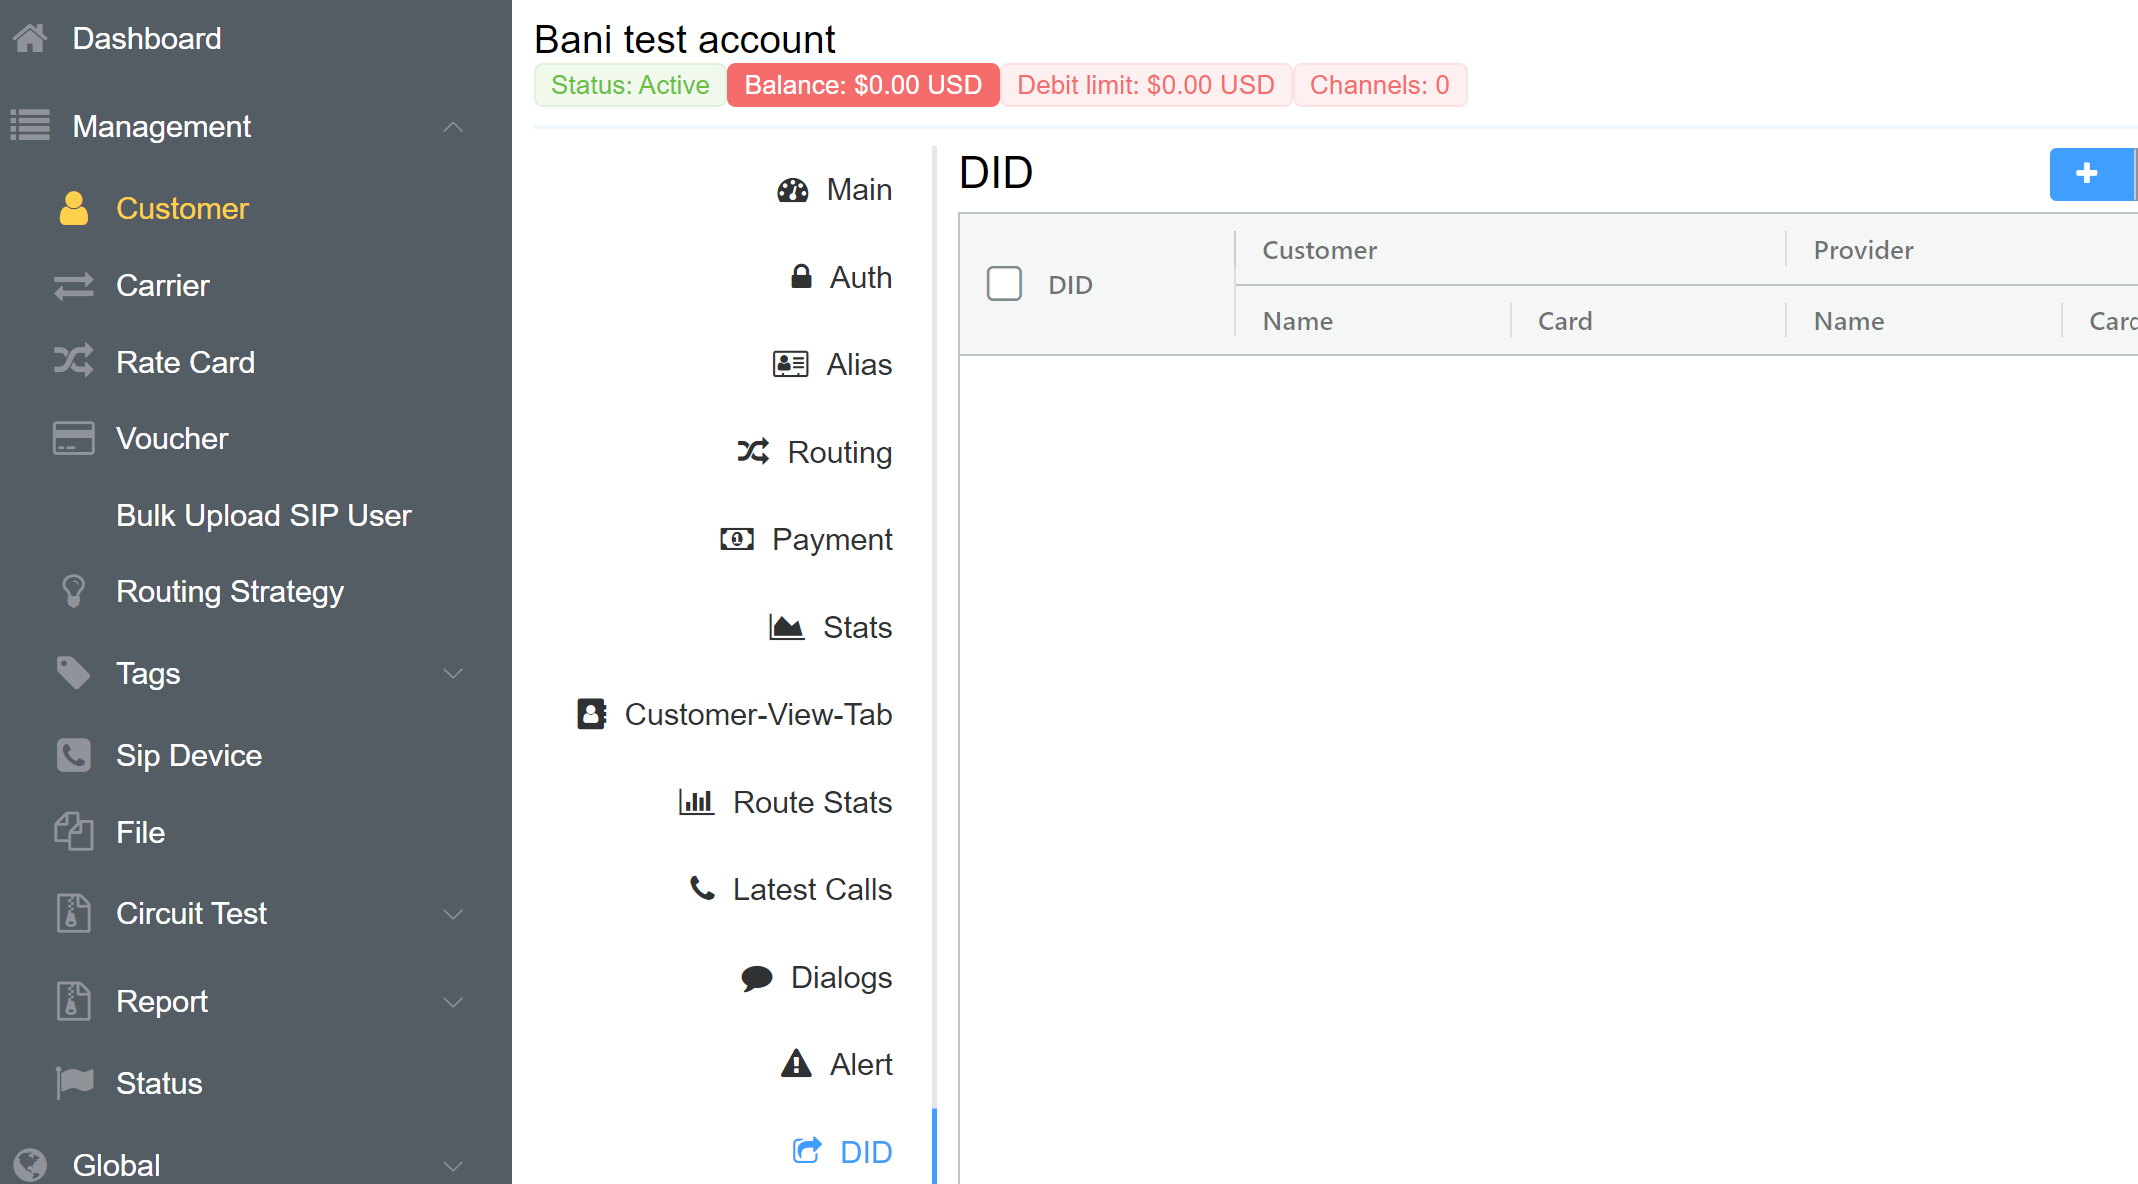 Dashboard
Management
Customer
Carrier
Rate Card
Voucher
Bulk Upload SIP User
Routing Strategy
Tags
Sip Device
File
Circuit Test
Report
Status
Global
Bani test account
Status: Active
Balance: $0.00 USD
Debit limit: $0.00 USD
Channels: 0
Main
Auth
Alias
Routing
Payment
Stats
Customer-View-Tab
Route Stats
Latest Calls
Dialogs
Alert
DID
DID
DID
Customer
Provider
Name
Card
Name